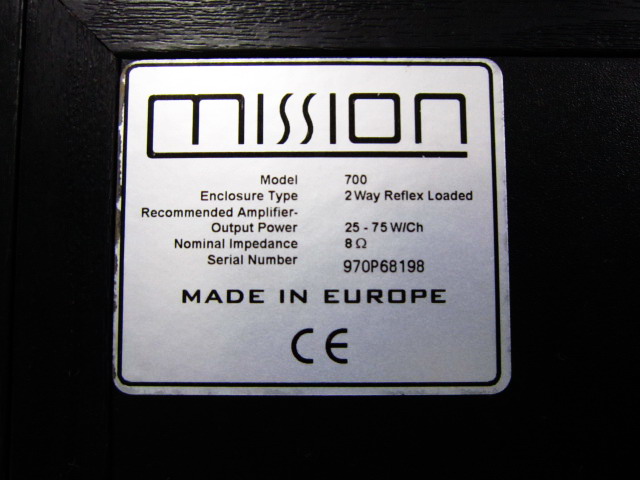 mission
Model 700
Enclosure Type 2 Way Reflex Loaded
Recommended Amplifier-
Output Power 25 - 75 W/Ch
Nominal Impedance 8 Ω
Serial Number 970P68198
MADE IN EUROPE
CE